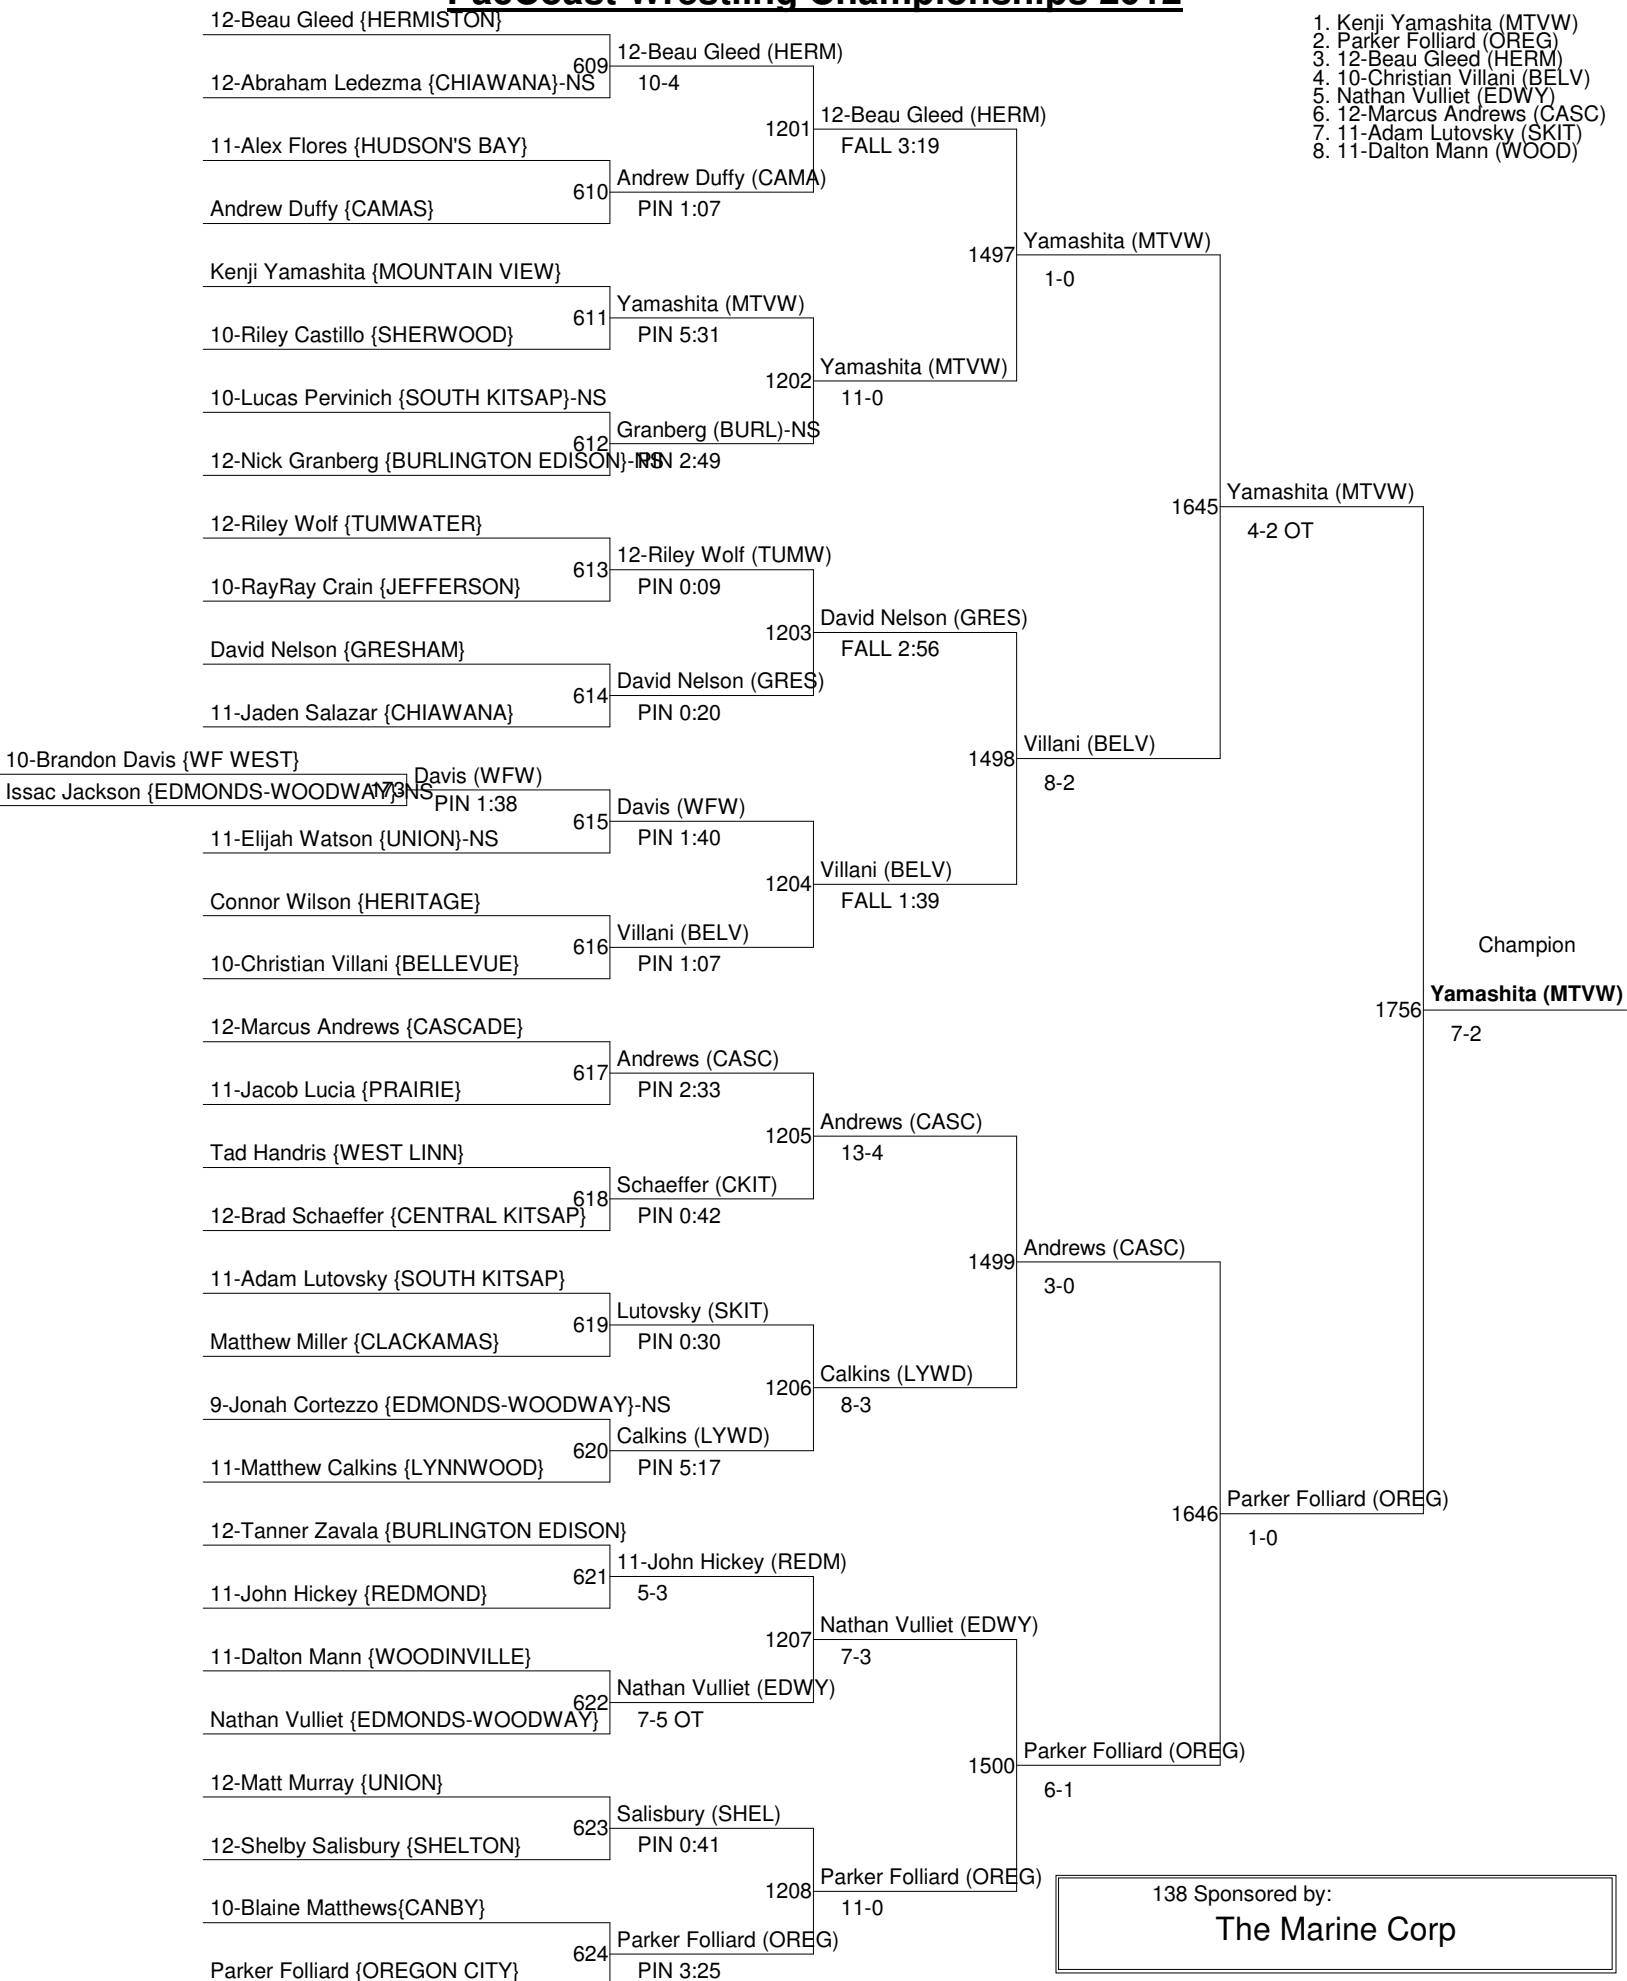 PacCoast Wrestling Championships 2012
1. Kenji Yamashita (MTVW)
2. Parker Folliard (OREG)
3. 12-Beau Gleed (HERM)
4. 10-Christian Villani (BELV)
5. Nathan Vulliet (EDWY)
6. 12-Marcus Andrews (CASC)
7. 11-Adam Lutovsky (SKIT)
8. 11-Dalton Mann (WOOD)
12-Beau Gleed {HERMISTON}
12-Abraham Ledezma {CHIAWANA}-NS
11-Alex Flores {HUDSON'S BAY}
Andrew Duffy {CAMAS}
Kenji Yamashita {MOUNTAIN VIEW}
10-Riley Castillo {SHERWOOD}
10-Lucas Pervinich {SOUTH KITSAP}-NS
12-Nick Granberg {BURLINGTON EDISON}-NS
12-Riley Wolf {TUMWATER}
10-RayRay Crain {JEFFERSON}
David Nelson {GRESHAM}
11-Jaden Salazar {CHIAWANA}
10-Brandon Davis {WF WEST}
Issac Jackson {EDMONDS-WOODWAY}-NS
173
Davis (WFW)
PIN 1:38
11-Elijah Watson {UNION}-NS
Connor Wilson {HERITAGE}
10-Christian Villani {BELLEVUE}
12-Marcus Andrews {CASCADE}
11-Jacob Lucia {PRAIRIE}
Tad Handris {WEST LINN}
12-Brad Schaeffer {CENTRAL KITSAP}
11-Adam Lutovsky {SOUTH KITSAP}
Matthew Miller {CLACKAMAS}
9-Jonah Cortezzo {EDMONDS-WOODWAY}-NS
11-Matthew Calkins {LYNNWOOD}
12-Tanner Zavala {BURLINGTON EDISON}
11-John Hickey {REDMOND}
11-Dalton Mann {WOODINVILLE}
Nathan Vulliet {EDMONDS-WOODWAY}
12-Matt Murray {UNION}
12-Shelby Salisbury {SHELTON}
10-Blaine Matthews{CANBY}
Parker Folliard {OREGON CITY}
609
12-Beau Gleed (HERM)
10-4
610
Andrew Duffy (CAMA)
PIN 1:07
611
Yamashita (MTVW)
PIN 5:31
612
Granberg (BURL)-NS
PIN 2:49
613
12-Riley Wolf (TUMW)
PIN 0:09
614
David Nelson (GRES)
PIN 0:20
615
Davis (WFW)
PIN 1:40
616
Villani (BELV)
PIN 1:07
617
Andrews (CASC)
PIN 2:33
618
Schaeffer (CKIT)
PIN 0:42
619
Lutovsky (SKIT)
PIN 0:30
620
Calkins (LYWD)
PIN 5:17
621
11-John Hickey (REDM)
5-3
622
Nathan Vulliet (EDWY)
7-5 OT
623
Salisbury (SHEL)
PIN 0:41
624
Parker Folliard (OREG)
PIN 3:25
1201
12-Beau Gleed (HERM)
FALL 3:19
1202
Yamashita (MTVW)
11-0
1203
David Nelson (GRES)
FALL 2:56
1204
Villani (BELV)
FALL 1:39
1205
Andrews (CASC)
13-4
1206
Calkins (LYWD)
8-3
1207
Nathan Vulliet (EDWY)
7-3
1208
Parker Folliard (OREG)
11-0
1497
Yamashita (MTVW)
1-0
1498
Villani (BELV)
8-2
1499
Andrews (CASC)
3-0
1500
Parker Folliard (OREG)
6-1
1645
Yamashita (MTVW)
4-2 OT
1646
Parker Folliard (OREG)
1-0
Champion
1756
Yamashita (MTVW)
7-2
138 Sponsored by:
The Marine Corp